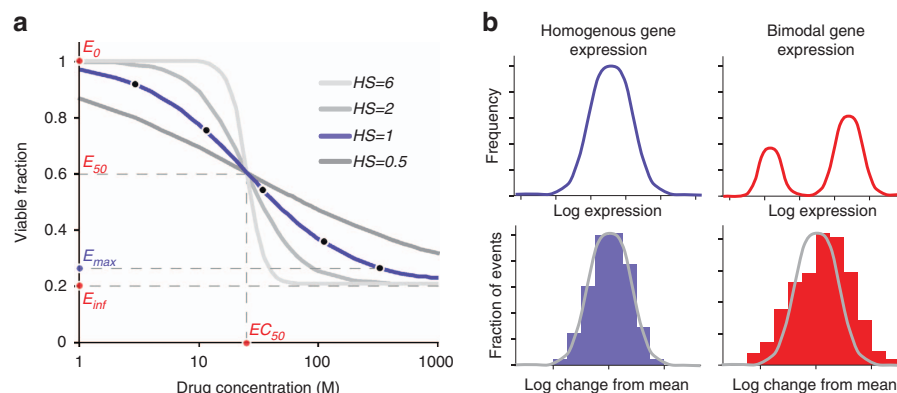 a
E0
E50
Emax
Einf
EC50
HS=6
HS=2
HS=1
HS=0.5
Viable fraction
1
0.8
0.6
0.4
0.2
0
1
10
100
1000
Drug concentration (M)
b
Homogenous gene
expression
Bimodal gene
expression
Frequency
Log expression
Log expression
Fraction of events
Log change from mean
Log change from mean